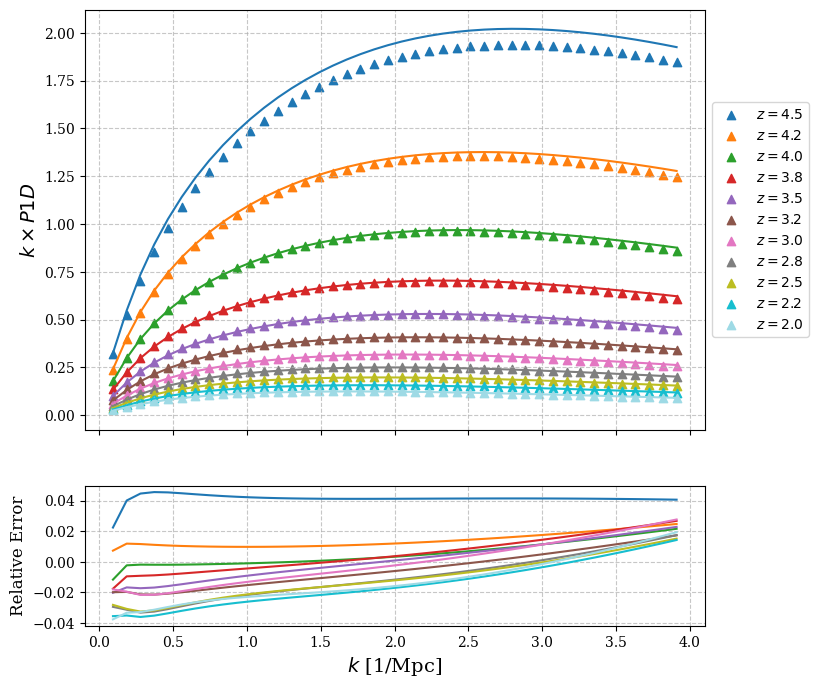 2.00
1.75
1.50
1.25
1.00
0.75
0.50
0.25
0.00
k × P1D
z = 4.5
z = 4.2
z = 4.0
z = 3.8
z = 3.5
z = 3.2
z = 3.0
z = 2.8
z = 2.5
z = 2.2
z = 2.0
0.04
0.02
0.00
−0.02
−0.04
Relative Error
0.0 0.5 1.0 1.5 2.0 2.5 3.0 3.5 4.0
k [1/Mpc]